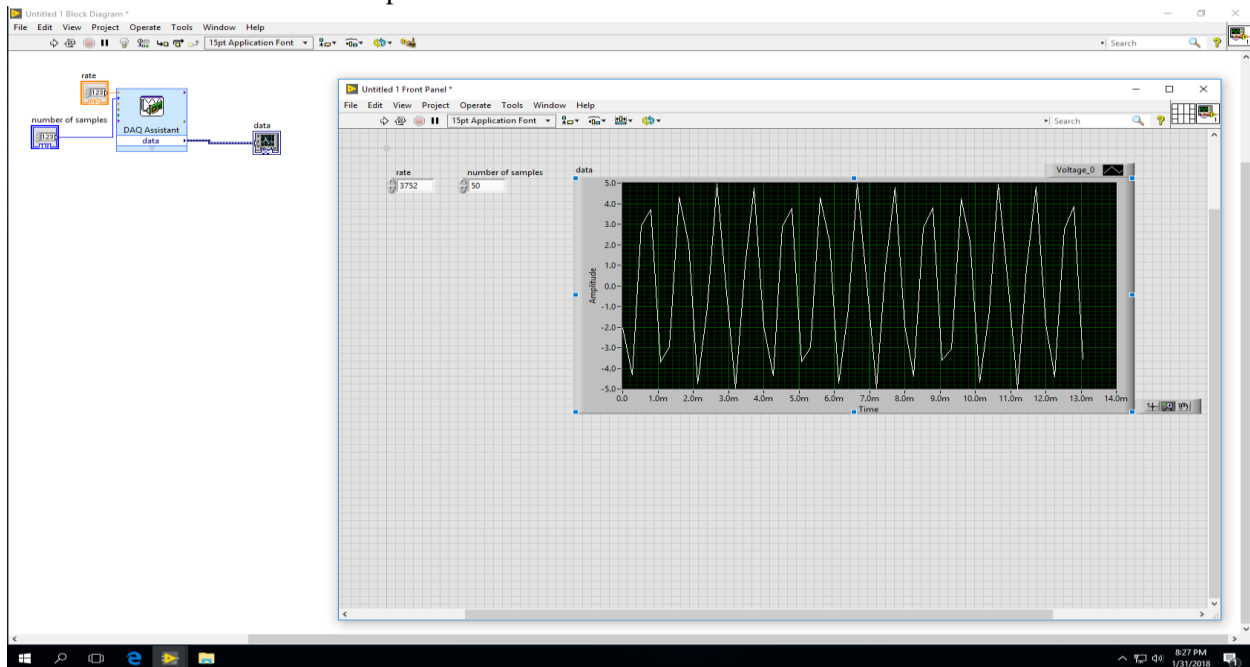 Untitled 1 Block Diagram *
File Edit View Project Operate Tools Window Help
15pt Application Font
Search
rate
1.23
number of samples
1.23
DAQ Assistant
data
data
Untitled 1 Front Panel *
File Edit View Project Operate Tools Window Help
15pt Application Font
Search
rate
3752
number of samples
50
data
Voltage_0
5.0
4.0
3.0
2.0
1.0
0.0
-1.0
-2.0
-3.0
-4.0
-5.0
Amplitude
0.0 1.0m 2.0m 3.0m 4.0m 5.0m 6.0m 7.0m 8.0m 9.0m 10.0m 11.0m 12.0m 13.0m 14.0m
Time
8:27 PM
1/31/2018